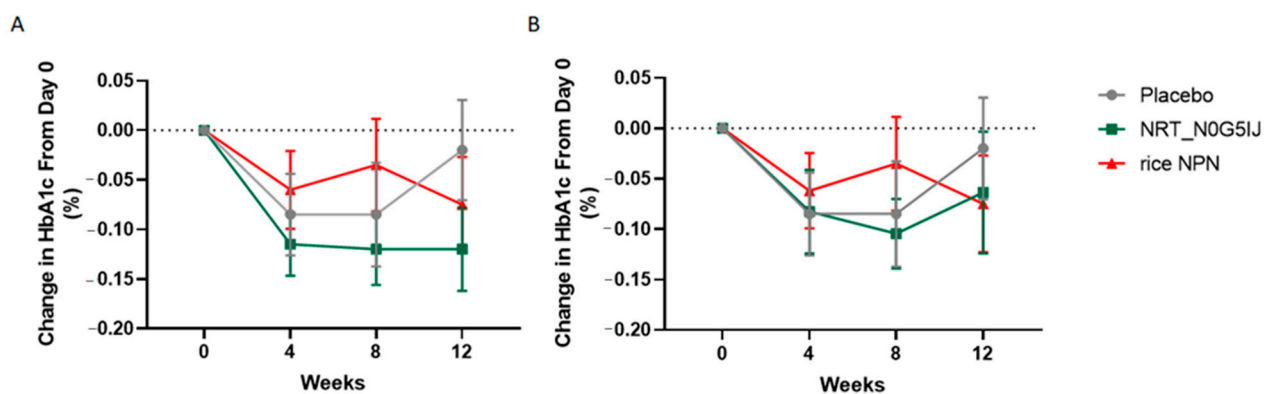 A
Change in HbA1c From Day 0
(%)
0.05
0.00
−0.05
−0.10
−0.15
−0.20
0
4
8
12
Weeks
B
Change in HbA1c From Day 0
(%)
0.05
0.00
−0.05
−0.10
−0.15
−0.20
0
4
8
12
Weeks
Placebo
NRT_N0G5IJ
rice NPN